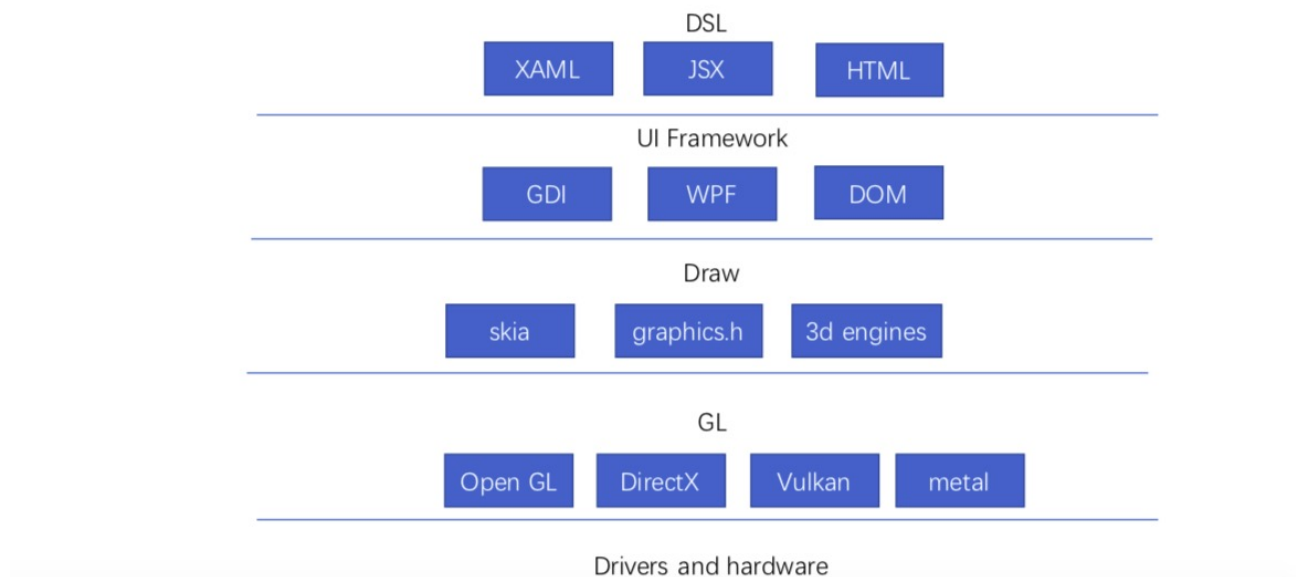 DSL
XAML JSX HTML
UI Framework
GDI WPF DOM
Draw
skia graphics.h 3d engines
GL
Open GL DirectX Vulkan metal
Drivers and hardware